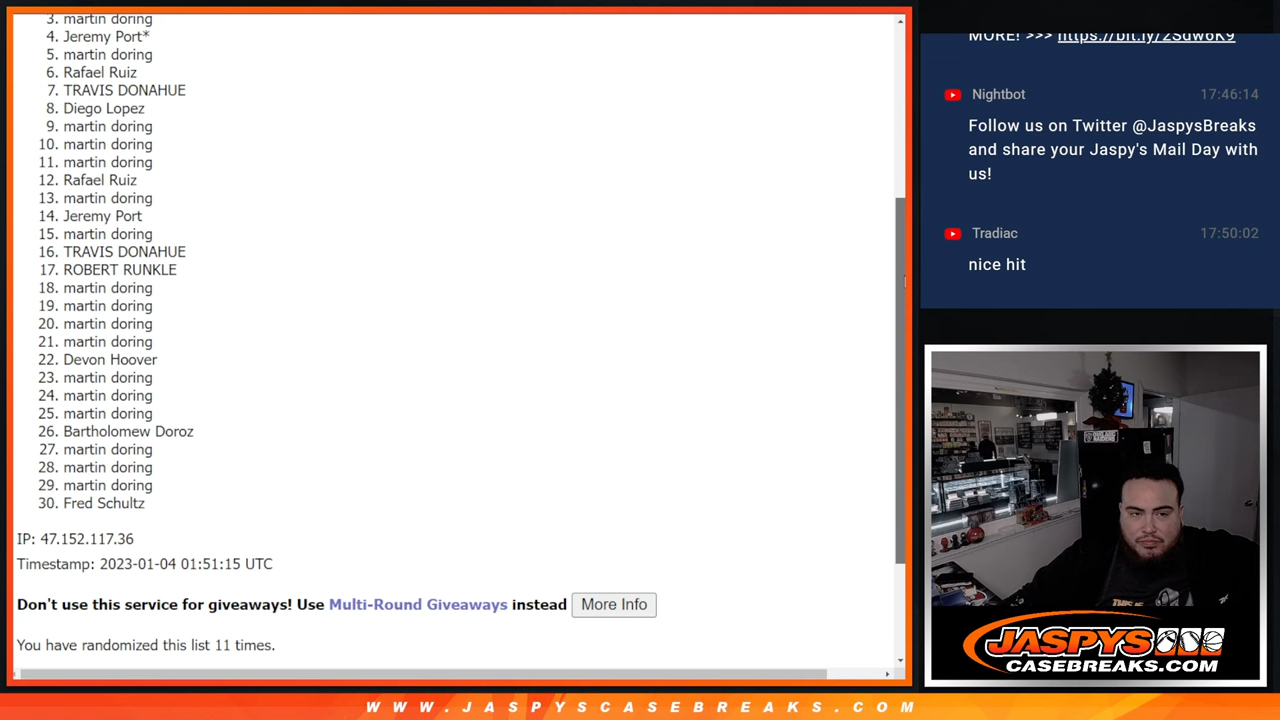 3. martin doring
4. Jeremy Port*
5. martin doring
6. Rafael Ruiz
7. TRAVIS DONAHUE
8. Diego Lopez
9. martin doring
10. martin doring
11. martin doring
12. Rafael Ruiz
13. martin doring
14. Jeremy Port
15. martin doring
16. TRAVIS DONAHUE
17. ROBERT RUNKLE
18. martin doring
19. martin doring
20. martin doring
21. martin doring
22. Devon Hoover
23. martin doring
24. martin doring
25. martin doring
26. Bartholomew Doroz
27. martin doring
28. martin doring
29. martin doring
30. Fred Schultz
IP: 47.152.117.36
Timestamp: 2023-01-04 01:51:15 UTC
Don't use this service for giveaways! Use Multi-Round Giveaways instead More Info
You have randomized this list 11 times.
MORE! >>> https://bit.ly/2Sdw6K9
Nightbot 17:46:14
Follow us on Twitter @JaspysBreaks
and share your Jaspy's Mail Day with
us!
Tradiac 17:50:02
nice hit
JASPYS
CASEBREAKS.COM
WWW.JASPYSCASEBREAKS.COM